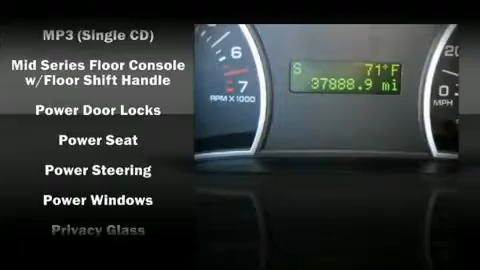 MP3 (Single CD)
Mid Series Floor Console
w/Floor Shift Handle
Power Door Locks
Power Seat
Power Steering
Power Windows
Privacy Glass
6
7
RPM X 1000
S 71°F
37888.9 mi
20
0
MPH